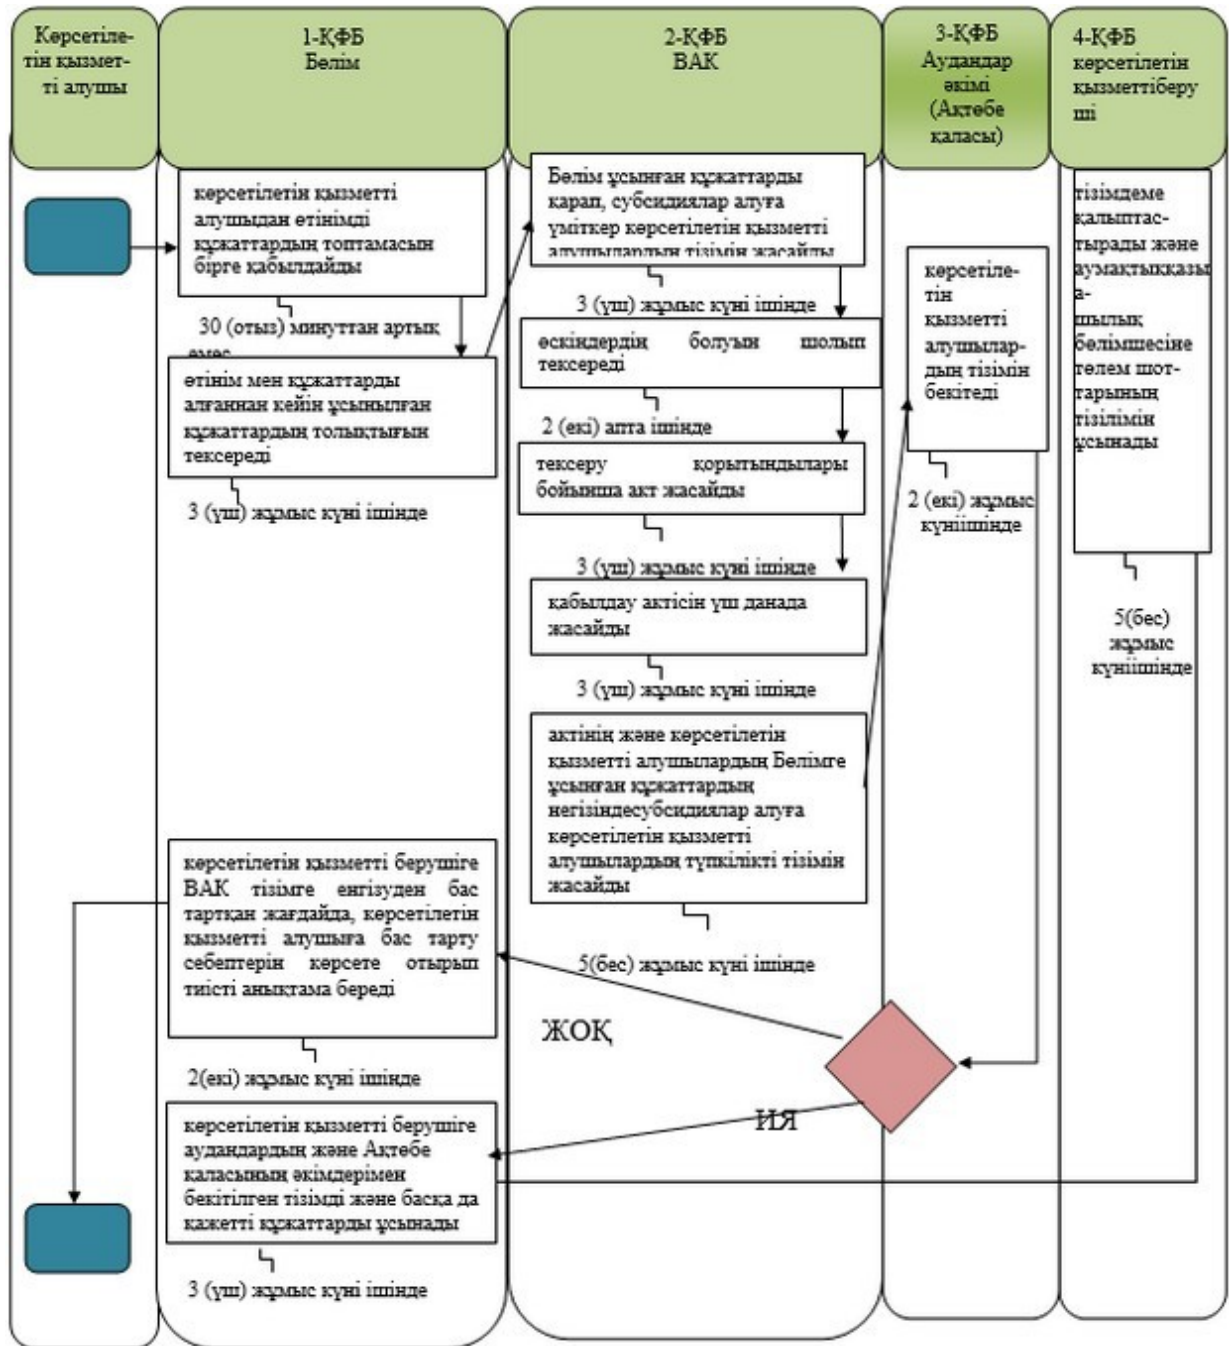 Көрсетіле-
тін қызмет-
ті алушы
1-ҚФБ
Бөлім
2-ҚФБ
ВАК
3-ҚФБ
Аудандар
әкімі
(Ақтөбе
қаласы)
4-ҚФБ
көрсетілетін
қызметтіберу
ші
көрсетілетін қызметті
алушыдан өтінімді
құжаттардың топтамасын
бірге қабылдайды
30 (отыз) минуттан артық
емес
өтінім мен құжаттарды
алғаннан кейін ұсынылған
құжаттардың толықтығын
тексереді
3 (үш) жұмыс күні ішінде
Бөлім ұсынған құжаттарды
қарап, субсидиялар алуға
үміткер көрсетілетін қызметті
алушылардың тізімін жасайды
3 (үш) жұмыс күні ішінде
өскіндердің болуын шолып
тексереді
2 (екі) апта ішінде
тексеру қорытындылары
бойынша акт жасайды
3 (үш) жұмыс күні ішінде
қабылдау актісін үш данада
жасайды
3 (үш) жұмыс күні ішінде
актінің және көрсетілетін
қызметті алушылардың Бөлімге
ұсынған құжаттардың
негізіндесубсидиялар алуға
көрсетілетін қызметті
алушылардың түпкілікті тізімін
жасайды
5(бес) жұмыс күні ішінде
көрсетіле-
тін
қызметті
алушылар-
дың тізімін
бекітеді
2 (екі) жұмыс
күніішінде
тізімдеме
қалыптас-
тырады және
аумақтыққазы
а-
шылық
бөлімшесіне
төлем шот-
тарының
тізілімін
ұсынады
5(бес)
жұмыс
күніішінде
көрсетілетін қызметті берушіге
ВАК тізімге енгізуден бас
тартқан жағдайда, көрсетілетін
қызметті алушыға бас тарту
себептерін көрсете отырып
тиісті анықтама береді
2(екі) жұмыс күні ішінде
ЖОҚ
ИЯ
көрсетілетін қызметті берушіге
аудандардың және Ақтөбе
қаласының әкімдерімен
бекітілген тізімді және басқа да
қажетті құжаттарды ұсынады
3 (үш) жұмыс күні ішінде